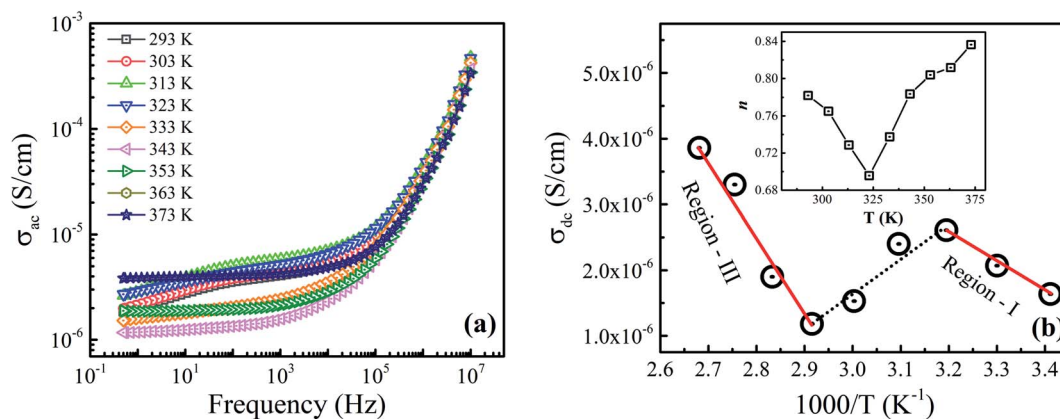 10⁻³
10⁻⁴
10⁻⁵
10⁻⁶
σac (S/cm)
293 K
303 K
313 K
323 K
333 K
343 K
353 K
363 K
373 K
(a)
10⁻¹ 10¹ 10³ 10⁵ 10⁷
Frequency (Hz)
5.0x10⁻⁶
4.0x10⁻⁶
3.0x10⁻⁶
2.0x10⁻⁶
1.0x10⁻⁶
σdc (S/cm)
0.84
0.80
0.76
0.72
0.68
n
300 325 350 375
T (K)
Region - III
Region - I
(b)
2.6 2.7 2.8 2.9 3.0 3.1 3.2 3.3 3.4
1000/T (K⁻¹)